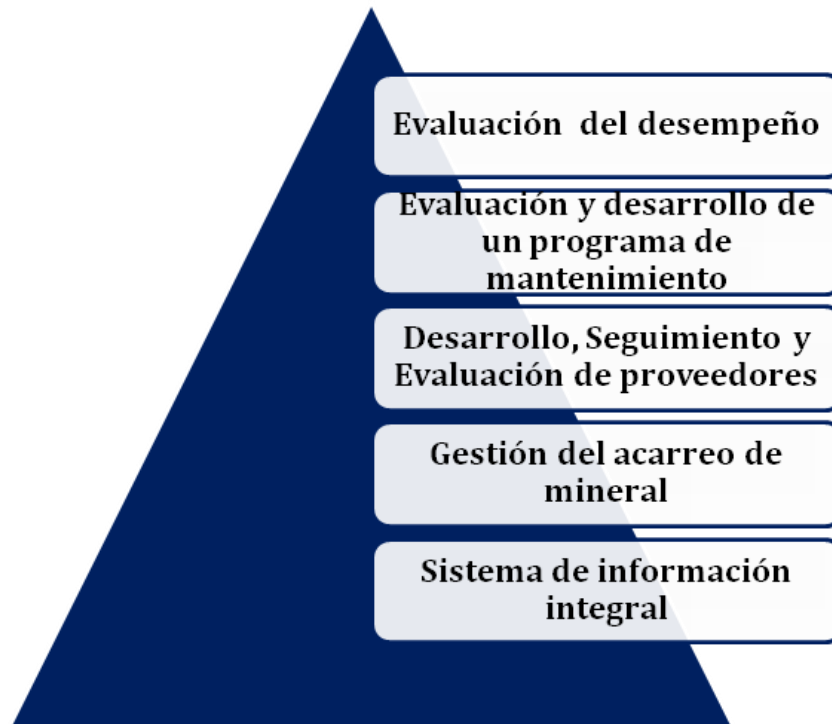 Evaluación  del desempeño
Evaluación y desarrollo de
un programa de
mantenimiento
Desarrollo, Seguimiento y
Evaluación de proveedores
Gestión del acarreo de
mineral
Sistema de información
integral